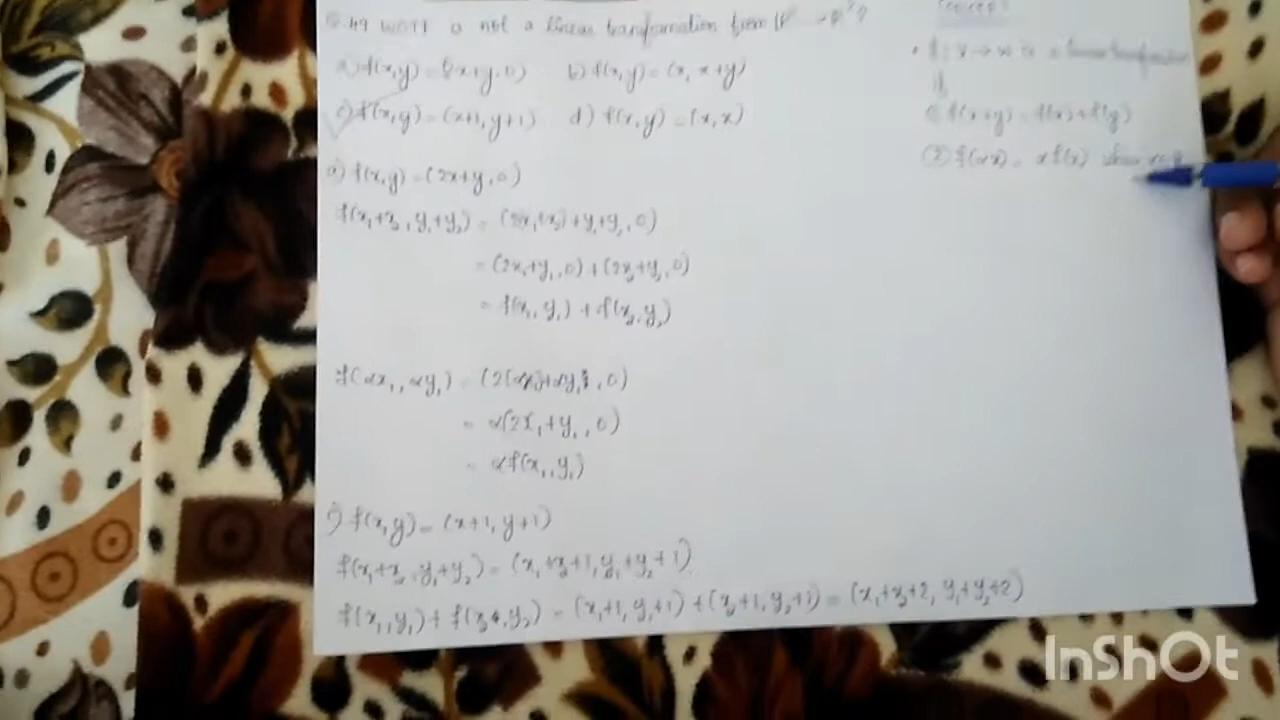 Q.49 WOTF is not a linear transformation from R² → R²?
a) f(x,y) = (2x+y, 0) b) f(x,y) = (x, x+y)
c) f(x,y) = (x+1, y+1) d) f(x,y) = (x, x)
a) f(x,y) = (2x+y, 0)
f(x₁+x₂, y₁+y₂) = (2(x₁+x₂)+y₁+y₂, 0)
= (2x₁+y₁, 0) + (2x₂+y₂, 0)
= f(x₁, y₁) + f(x₂, y₂)
f(αx₁, αy₁) = (2(αx₁)+αy₁, 0)
= α(2x₁+y₁, 0)
= αf(x₁, y₁)
c) f(x,y) = (x+1, y+1)
f(x₁+x₂, y₁+y₂) = (x₁+x₂+1, y₁+y₂+1)
f(x₁, y₁) + f(x₂, y₂) = (x₁+1, y₁+1) + (x₂+1, y₂+1) = (x₁+x₂+2, y₁+y₂+2)
• f: V → W is a linear transformation
if
① f(x+y) = f(x)+f(y)
② f(αx) = αf(x)
InShOt